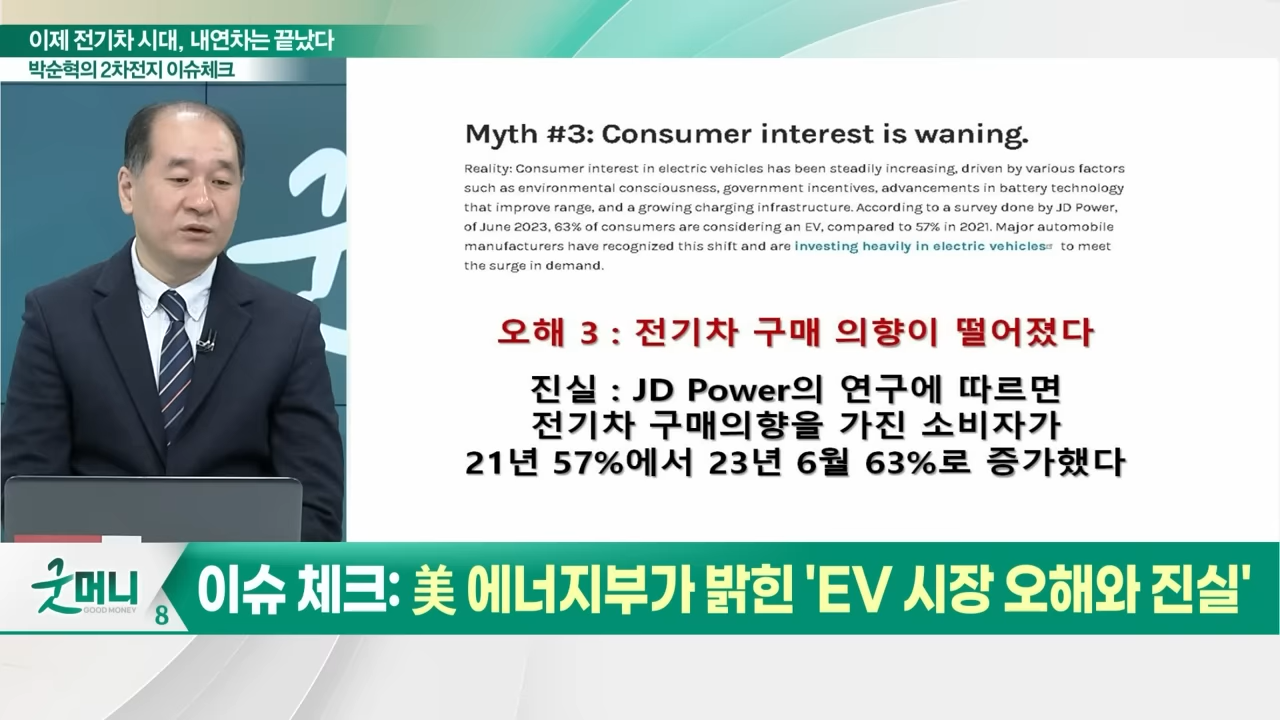 이제 전기차 시대, 내연차는 끝났다
박순혁의 2차전지 이슈체크
Myth #3: Consumer interest is waning.
Reality: Consumer interest in electric vehicles has been steadily increasing, driven by various factors
such as environmental consciousness, government incentives, advancements in battery technology
that improve range, and a growing charging infrastructure. According to a survey done by JD Power,
of June 2023, 63% of consumers are considering an EV, compared to 57% in 2021. Major automobile
manufacturers have recognized this shift and are investing heavily in electric vehicles to meet
the surge in demand.
오해 3 : 전기차 구매 의향이 떨어졌다
진실 : JD Power의 연구에 따르면
전기차 구매의향을 가진 소비자가
21년 57%에서 23년 6월 63%로 증가했다
굿머니
GOOD MONEY
8
이슈 체크: 美 에너지부가 밝힌 'EV 시장 오해와 진실'